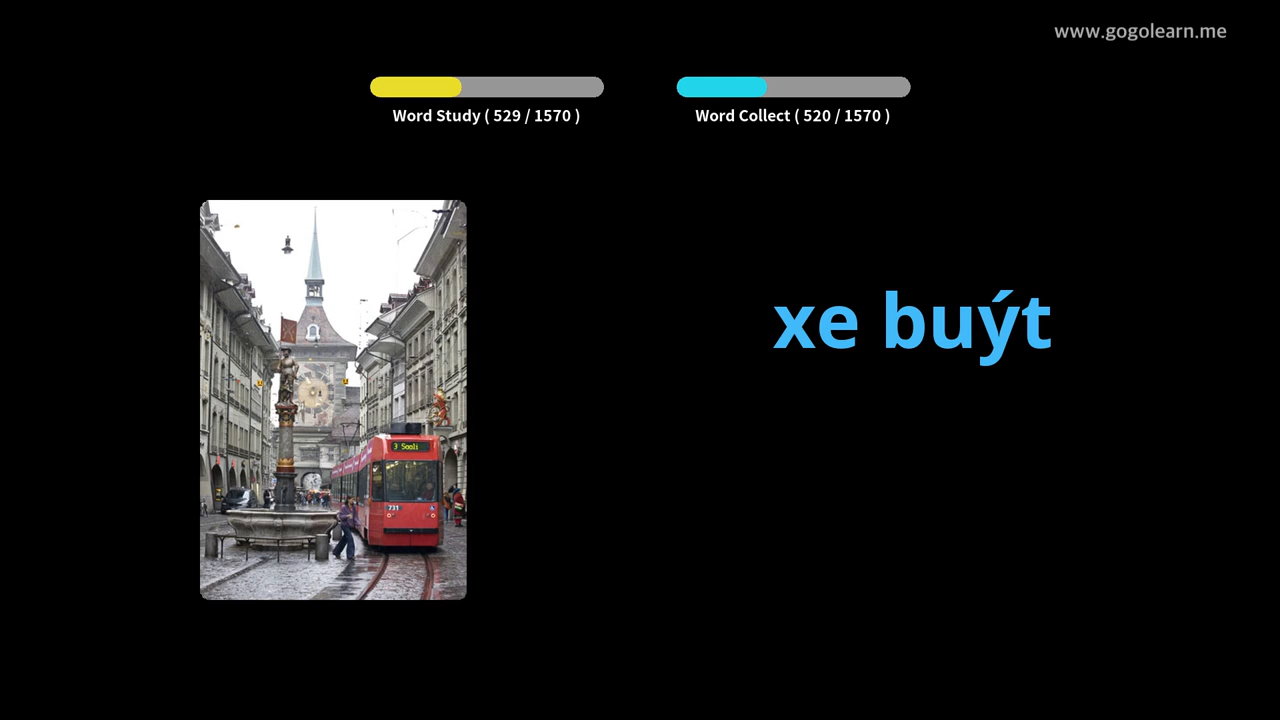 www.gogolearn.me
Word Study ( 529 / 1570 )
Word Collect ( 520 / 1570 )
xe buýt
3 Saali
731